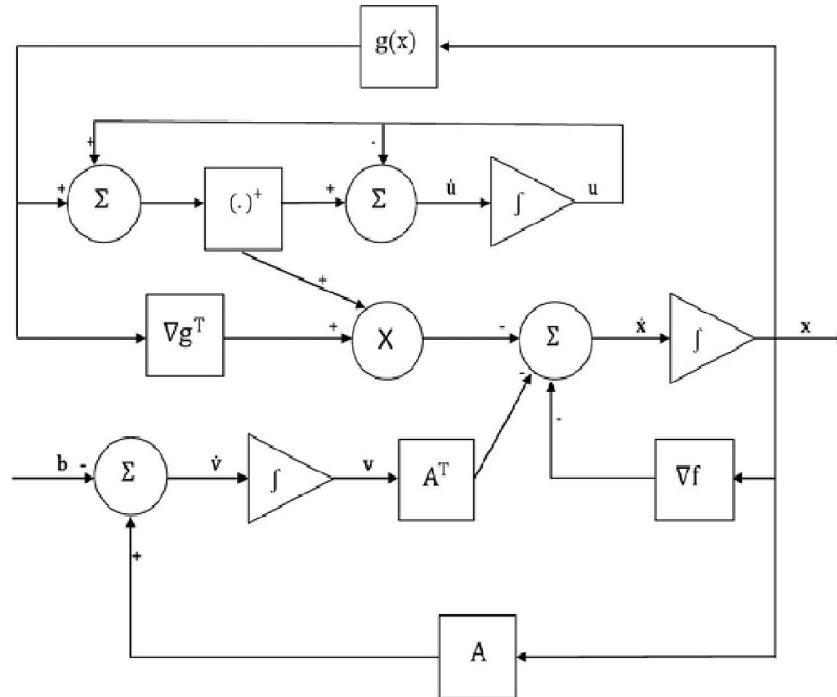 g(x)
+ -
+ Σ (.)⁺ + Σ u̇ ∫ u
+
∇gᵀ + X - Σ ẋ ∫ x
- -
b - Σ v̇ ∫ v Aᵀ ∇f
+
A